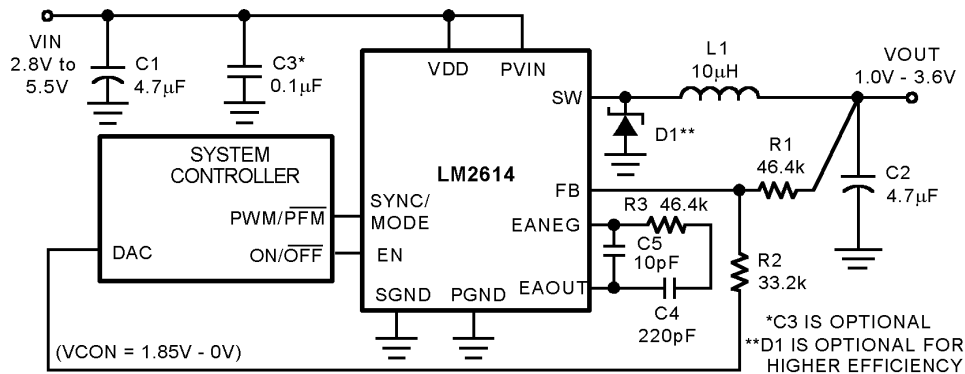 VIN
2.8V to
5.5V
C1
4.7μF
C3*
0.1μF
VDD
PVIN
SW
L1
10μH
VOUT
1.0V - 3.6V
D1**
SYSTEM
CONTROLLER
LM2614
R1
46.4k
C2
4.7μF
FB
PWM/PFM
SYNC/
MODE
R3 46.4k
EANEG
DAC
ON/OFF
EN
C5
10pF
R2
33.2k
EAOUT
SGND
PGND
C4
220pF
(VCON = 1.85V - 0V)
*C3 IS OPTIONAL
**D1 IS OPTIONAL FOR
HIGHER EFFICIENCY